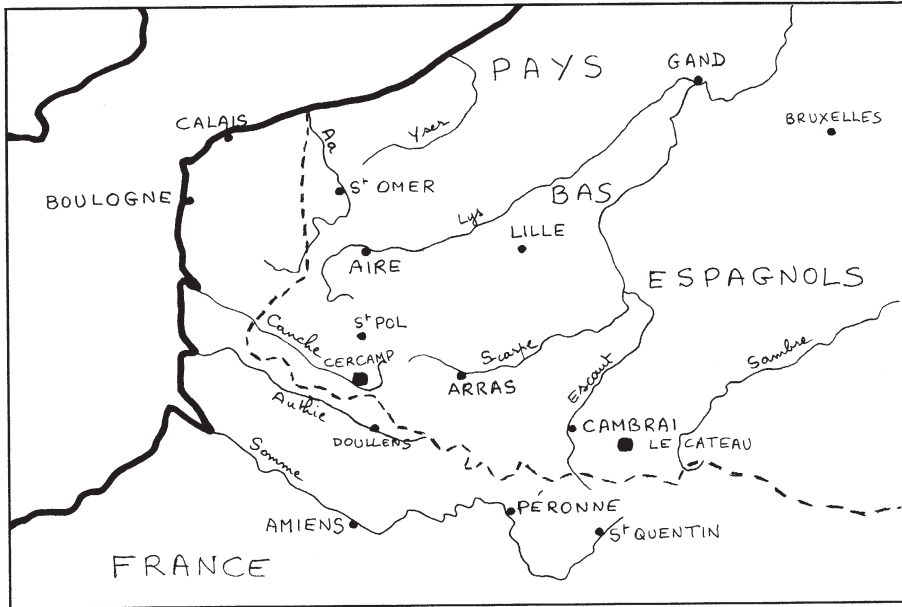 PAYS
GAND
CALAIS
Aa
Yser
BRUXELLES
BOULOGNE
St OMER
BAS
Lys
LILLE
AIRE
ESPAGNOLS
Canche
St POL
CERCAMP
Scarpe
Sambre
ARRAS
Escaut
Authie
DOULLENS
CAMBRAI
LE CATEAU
Somme
PÉRONNE
AMIENS
St QUENTIN
FRANCE